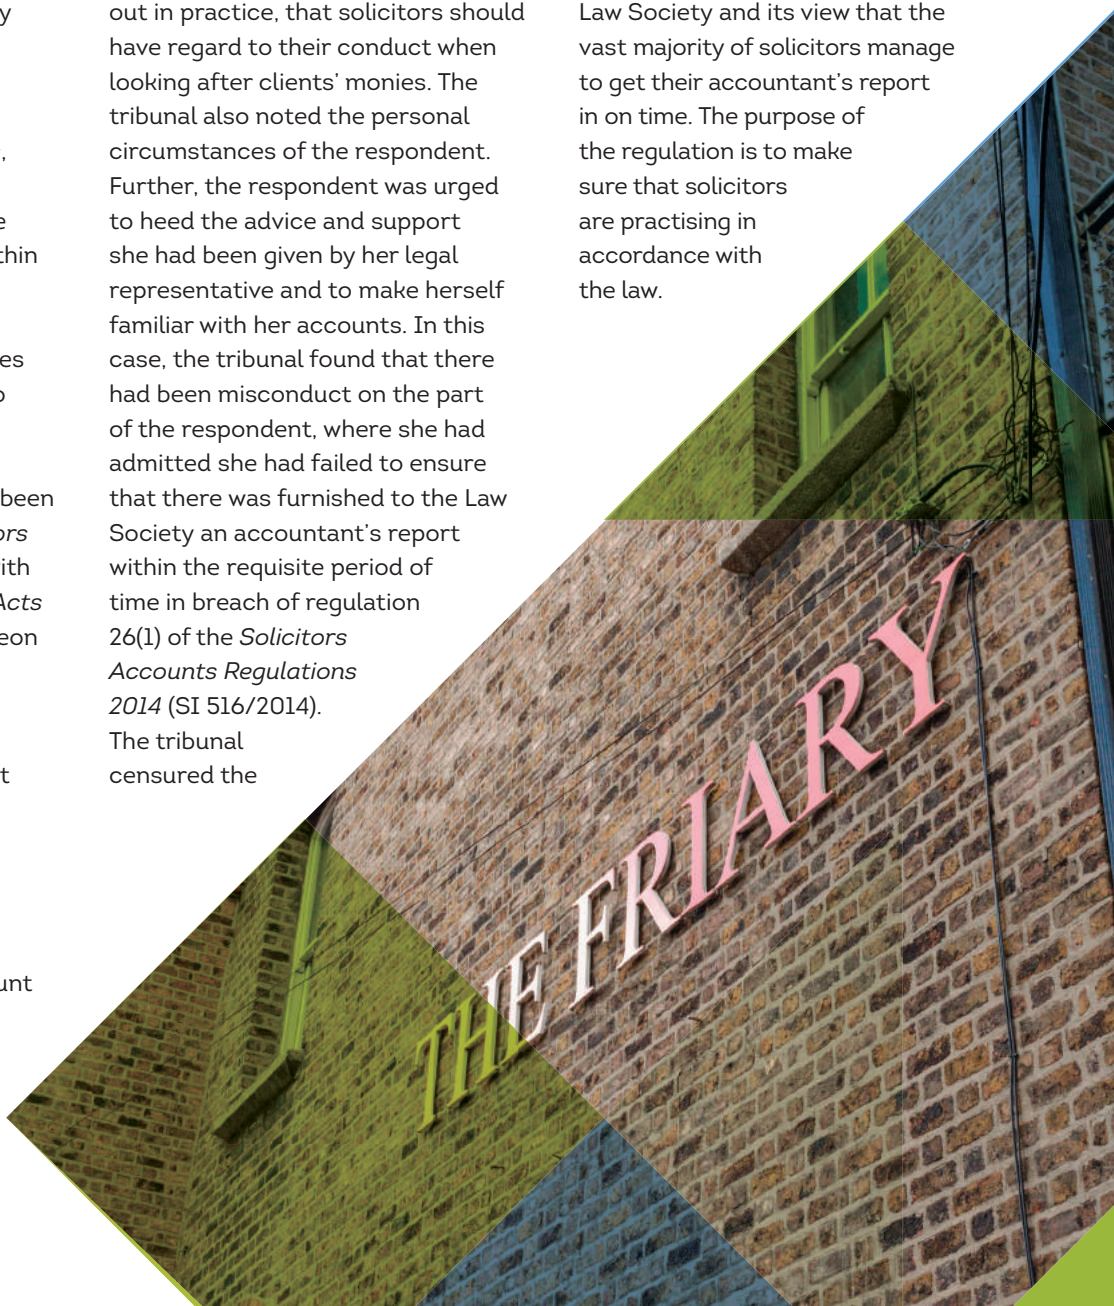 y
,
e
thin
es
o
been
ors
ith
Acts
eon
t
unt
out in practice, that solicitors should
have regard to their conduct when
looking after clients’ monies. The
tribunal also noted the personal
circumstances of the respondent.
Further, the respondent was urged
to heed the advice and support
she had been given by her legal
representative and to make herself
familiar with her accounts. In this
case, the tribunal found that there
had been misconduct on the part
of the respondent, where she had
admitted she had failed to ensure
that there was furnished to the Law
Society an accountant’s report
within the requisite period of
time in breach of regulation
26(1) of the Solicitors
Accounts Regulations
2014 (SI 516/2014).
The tribunal
censured the
Law Society and its view that the
vast majority of solicitors manage
to get their accountant’s report
in on time. The purpose of
the regulation is to make
sure that solicitors
are practising in
accordance with
the law.
THE FRIARY